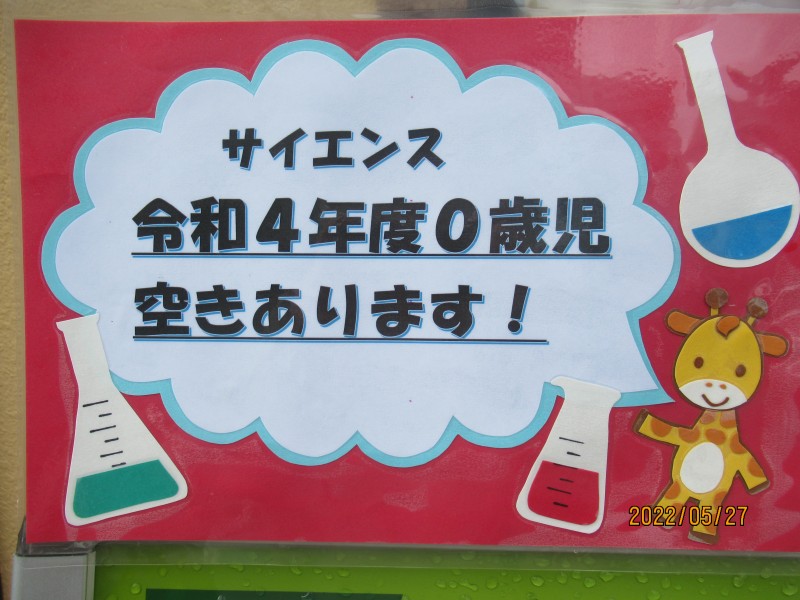 サイエンス
令和４年度０歳児
空きあります！
2022/05/27